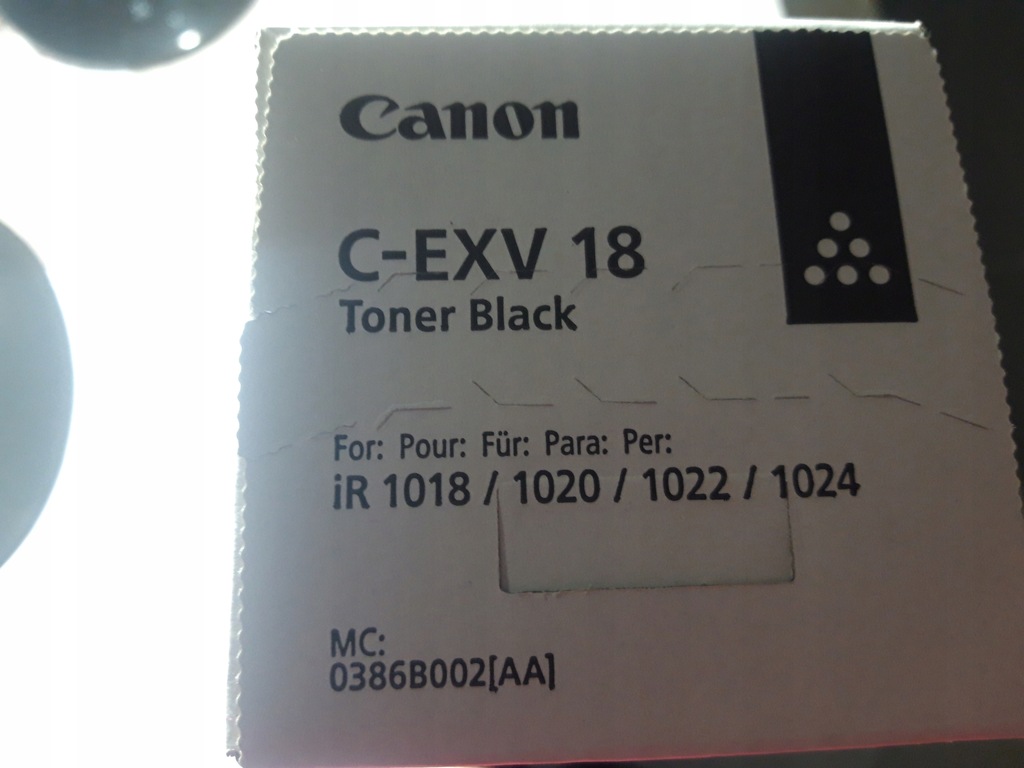 Canon
C-EXV 18
Toner Black
For: Pour: Für: Para: Per:
iR 1018 / 1020 / 1022 / 1024
MC:
0386B002[AA]